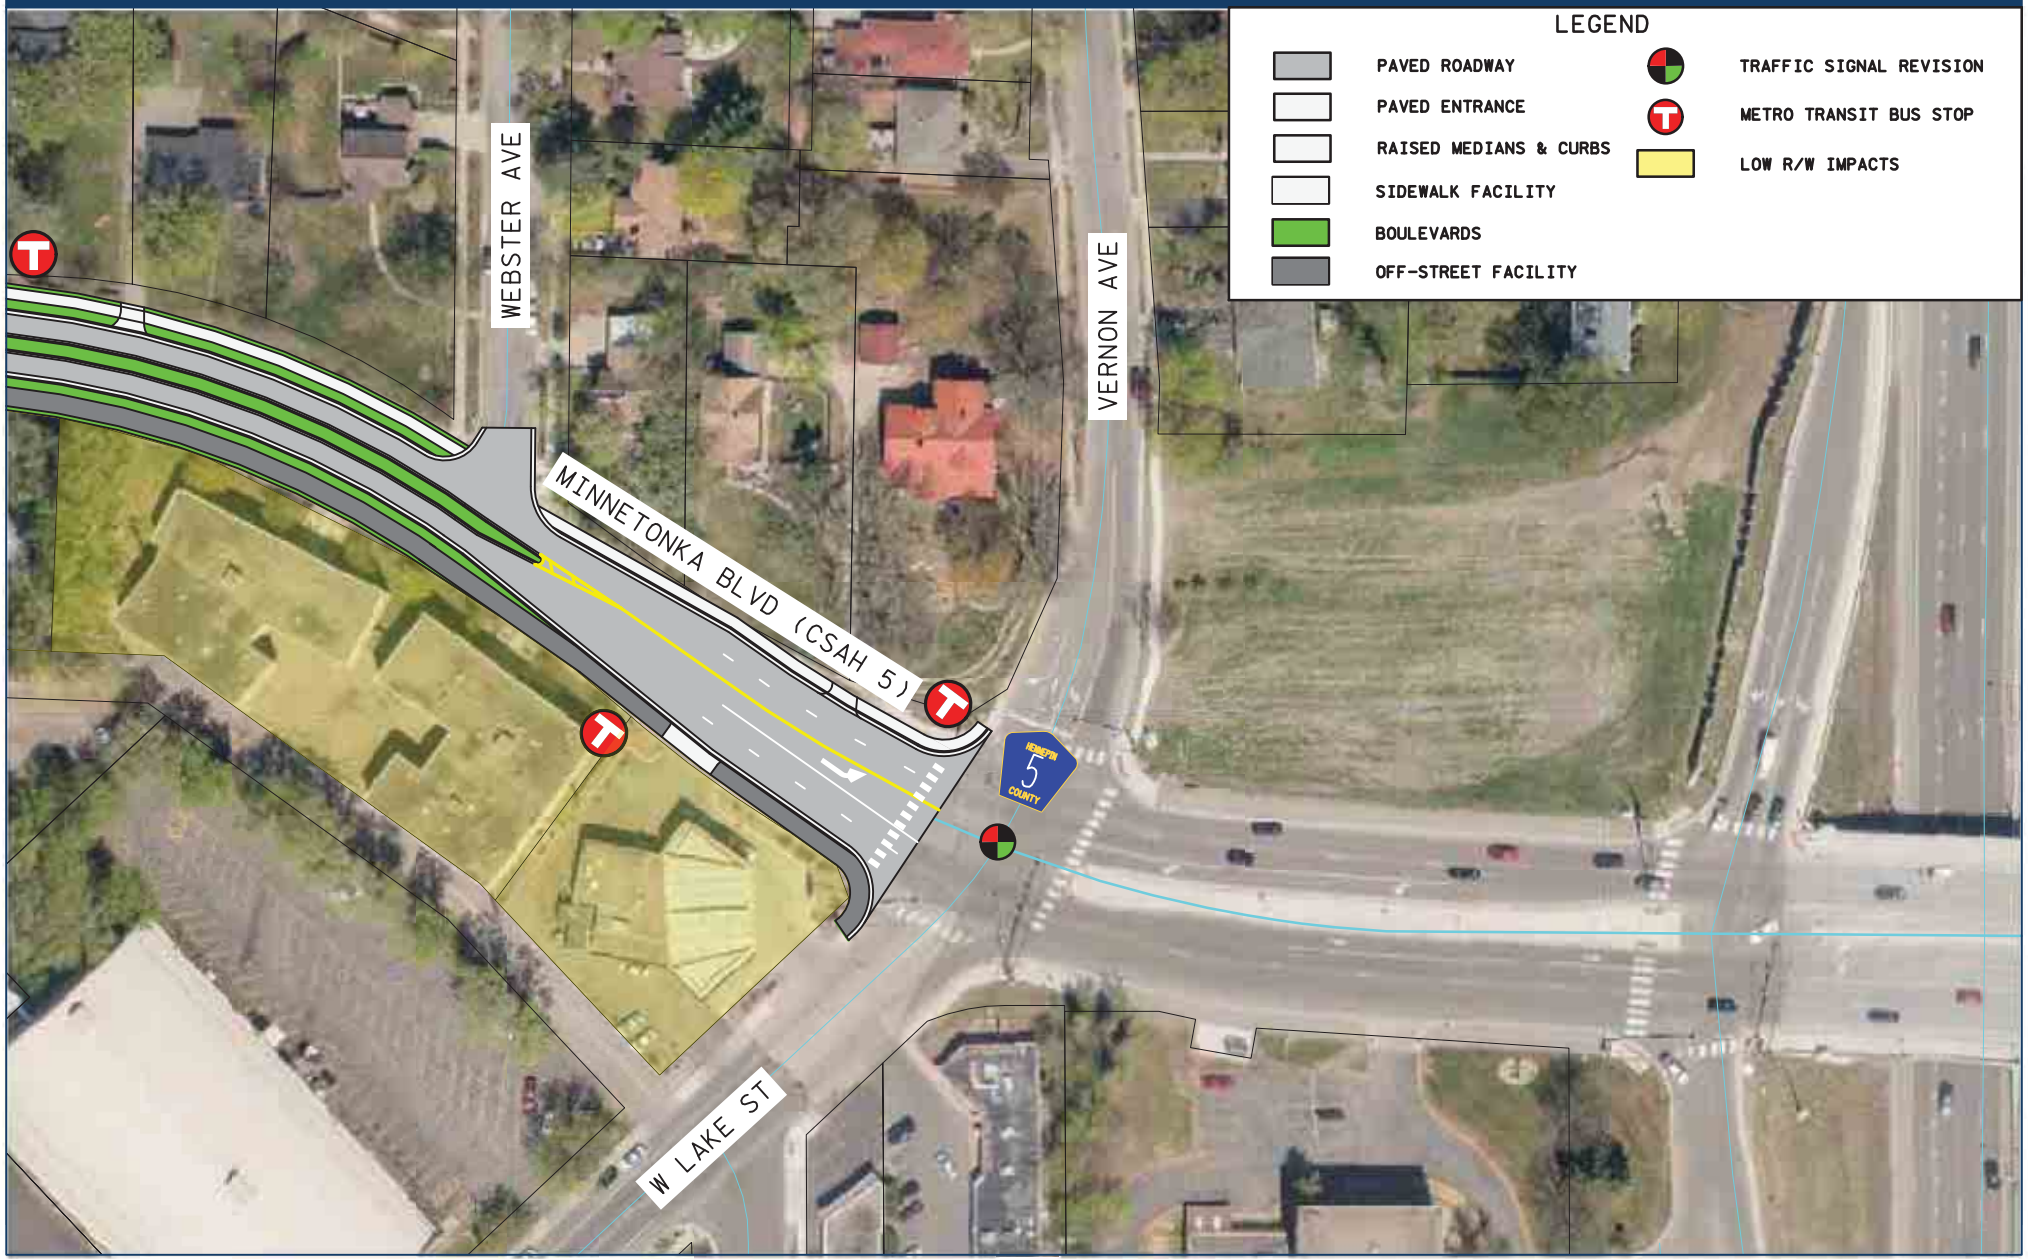 LEGEND
PAVED ROADWAY
PAVED ENTRANCE
RAISED MEDIANS & CURBS
SIDEWALK FACILITY
BOULEVARDS
OFF-STREET FACILITY
TRAFFIC SIGNAL REVISION
T
METRO TRANSIT BUS STOP
LOW R/W IMPACTS
WEBSTER AVE
VERNON AVE
T
MINNETONKA BLVD (CSAH 5)
T
T
HENNEPIN
5
COUNTY
W LAKE ST